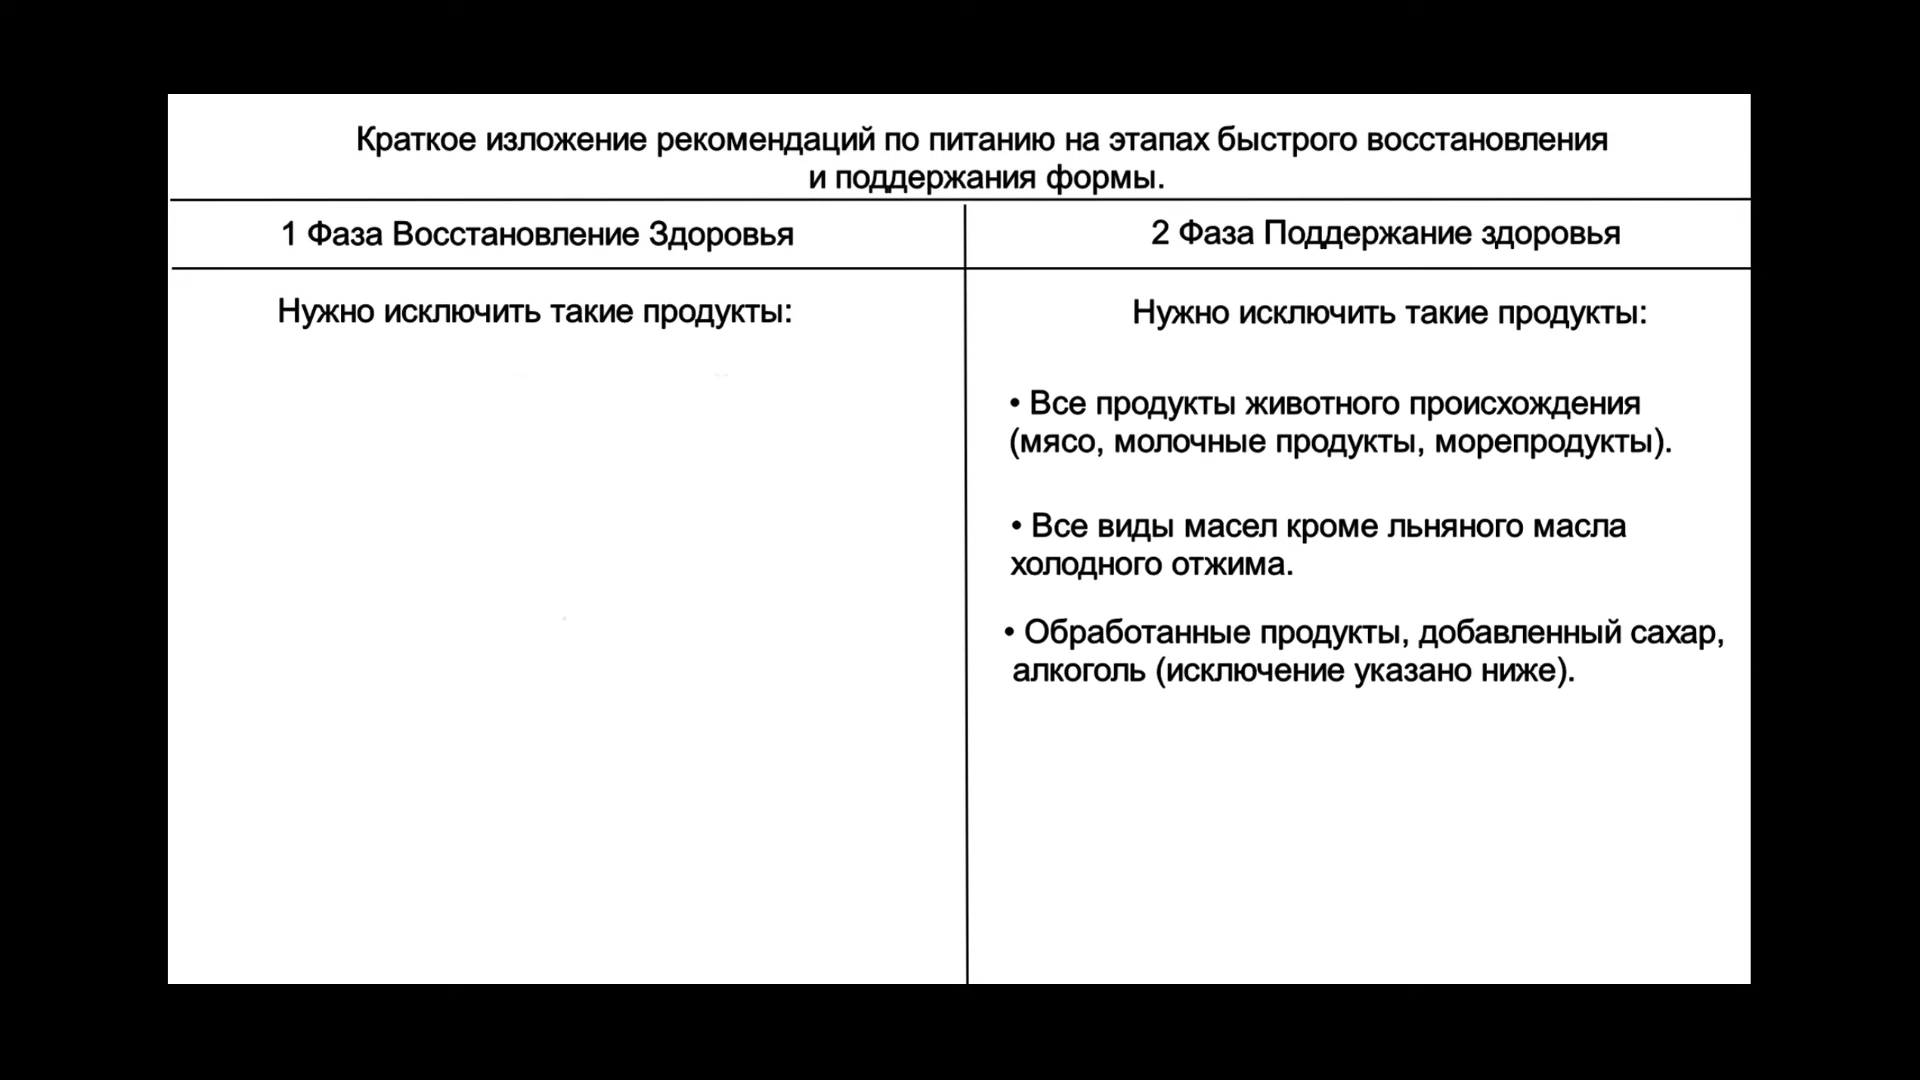 Краткое изложение рекомендаций по питанию на этапах быстрого восстановления
и поддержания формы.
1 Фаза Восстановление Здоровья
2 Фаза Поддержание здоровья
Нужно исключить такие продукты:
Нужно исключить такие продукты:
• Все продукты животного происхождения
(мясо, молочные продукты, морепродукты).
• Все виды масел кроме льняного масла
холодного отжима.
• Обработанные продукты, добавленный сахар,
алкоголь (исключение указано ниже).